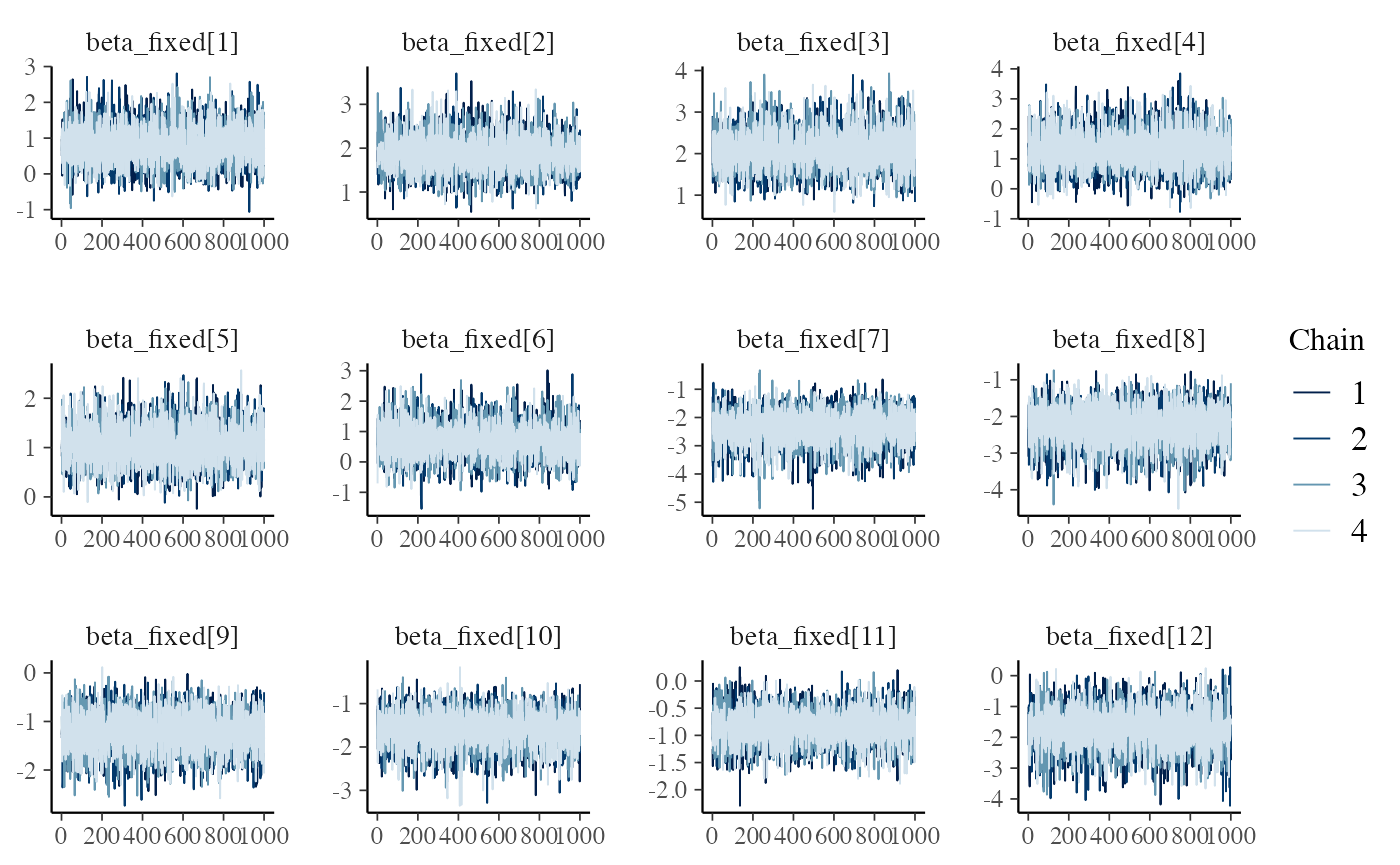 beta_fixed[1] beta_fixed[2] beta_fixed[3] beta_fixed[4]
3 2 1 0 -1
3 2 1
4 3 2 1
4 3 2 1 0 -1
0 200 400 600 800 1000 0 200 400 600 800 1000 0 200 400 600 800 1000 0 200 400 600 800 1000
beta_fixed[5] beta_fixed[6] beta_fixed[7] beta_fixed[8]
2 1 0
3 2 1 0 -1
-1 -2 -3 -4 -5
-1 -2 -3 -4
0 200 400 600 800 1000 0 200 400 600 800 1000 0 200 400 600 800 1000 0 200 400 600 800 1000
Chain
1
2
3
4
beta_fixed[9] beta_fixed[10] beta_fixed[11] beta_fixed[12]
0 -1 -2
-1 -2 -3
0.0 -0.5 -1.0 -1.5 -2.0
0 -1 -2 -3 -4
0 200 400 600 800 1000 0 200 400 600 800 1000 0 200 400 600 800 1000 0 200 400 600 800 1000